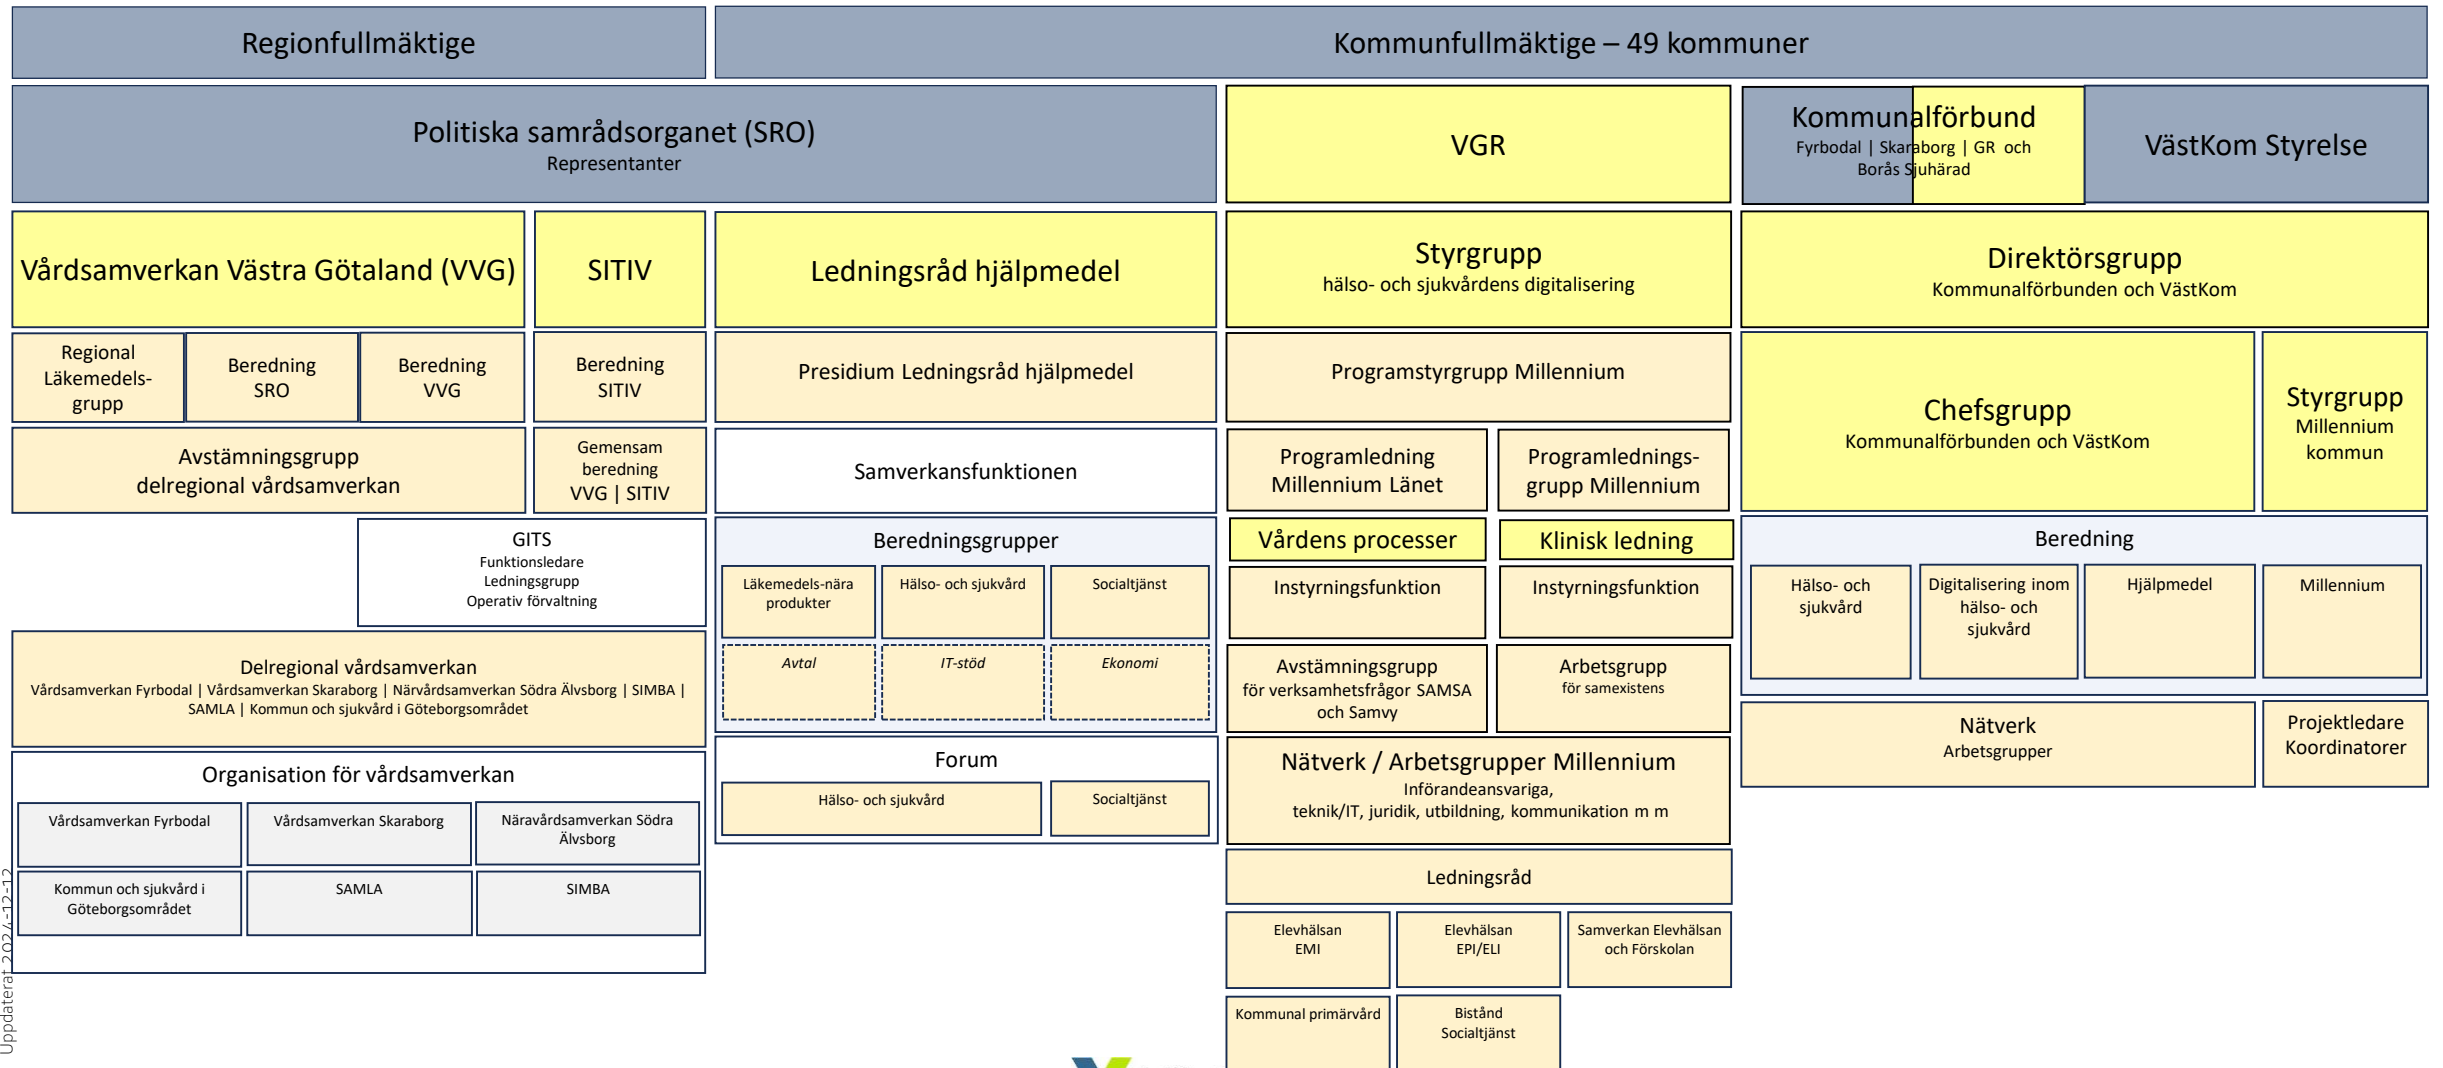 Regionfullmäktige
Kommunfullmäktige – 49 kommuner
Politiska samrådsorganet (SRO)
Representanter
VGR
Kommunalförbund
Fyrbodal | Skaraborg | GR och
Borås Sjuhärad
VästKom Styrelse
Vårdsamverkan Västra Götaland (VVG)
SITIV
Ledningsråd hjälpmedel
Styrgrupp
hälso- och sjukvårdens digitalisering
Direktörsgrupp
Kommunalförbunden och VästKom
Regional
Läkemedels-
grupp
Beredning
SRO
Beredning
VVG
Beredning
SITIV
Presidium Ledningsråd hjälpmedel
Programstyrgrupp Millennium
Chefsgrupp
Kommunalförbunden och VästKom
Styrgrupp
Millennium
kommun
Avstämningsgrupp
delregional vårdsamverkan
Gemensam
beredning
VVG | SITIV
Samverkansfunktionen
Programledning
Millennium Länet
Programlednings-
grupp Millennium
GITS
Funktionsledare
Ledningsgrupp
Operativ förvaltning
Beredningsgrupper
Läkemedels-nära
produkter
Hälso- och sjukvård
Socialtjänst
Avtal
IT-stöd
Ekonomi
Vårdens processer
Klinisk ledning
Instyrningsfunktion
Instyrningsfunktion
Avstämningsgrupp
för verksamhetsfrågor SAMSA
och Samvy
Arbetsgrupp
för samexistens
Beredning
Hälso- och
sjukvård
Digitalisering inom
hälso- och
sjukvård
Hjälpmedel
Millennium
Delregional vårdsamverkan
Vårdsamverkan Fyrbodal | Vårdsamverkan Skaraborg | Närvårdsamverkan Södra Älvsborg | SIMBA |
SAMLA | Kommun och sjukvård i Göteborgsområdet
Nätverk
Arbetsgrupper
Projektledare
Koordinatorer
Organisation för vårdsamverkan
Vårdsamverkan Fyrbodal
Vårdsamverkan Skaraborg
Näravårdsamverkan Södra
Älvsborg
Kommun och sjukvård i
Göteborgsområdet
SAMLA
SIMBA
Forum
Hälso- och sjukvård
Socialtjänst
Nätverk / Arbetsgrupper Millennium
Införandeansvariga,
teknik/IT, juridik, utbildning, kommunikation m m
Ledningsråd
Elevhälsan
EMI
Elevhälsan
EPI/ELI
Samverkan Elevhälsan
och Förskolan
Kommunal primärvård
Bistånd
Socialtjänst
Uppdaterat 2024-12-12